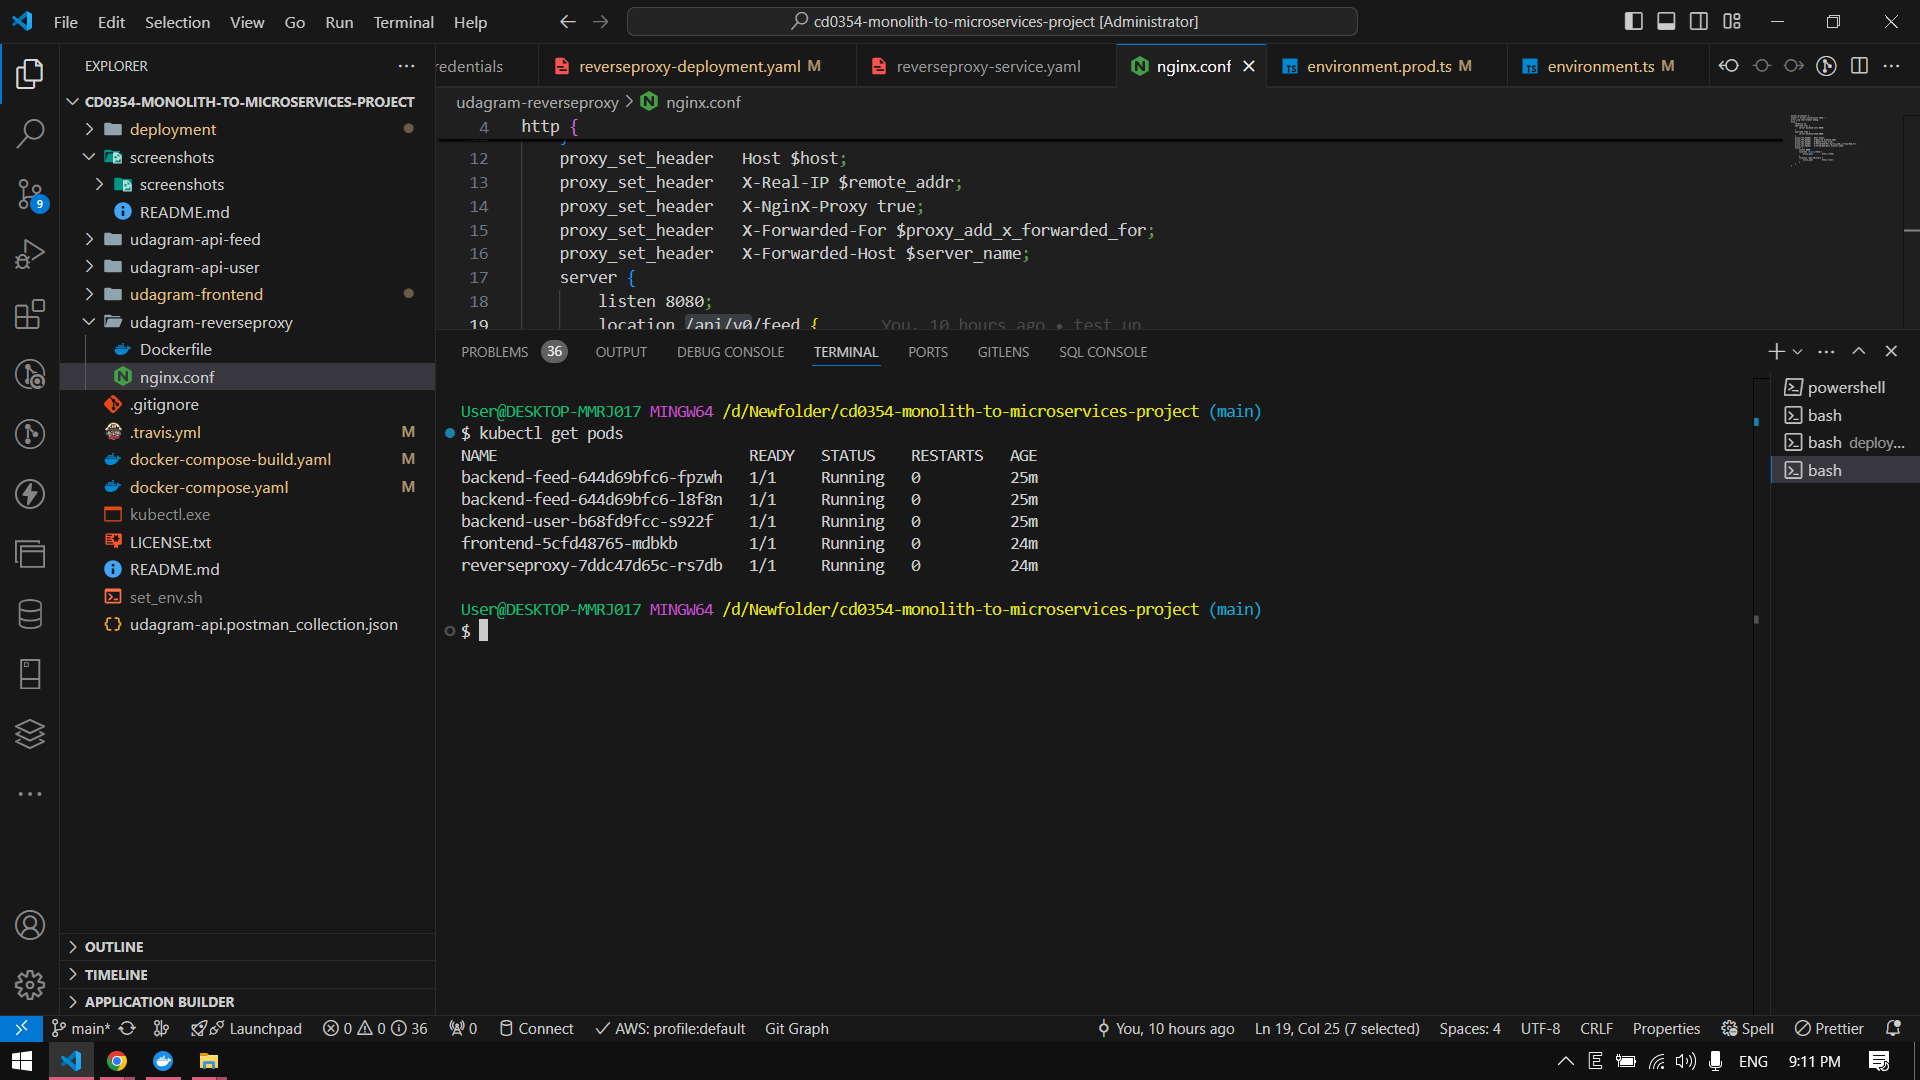 File Edit Selection View Go Run Terminal Help
cd0354-monolith-to-microservices-project [Administrator]
EXPLORER
CD0354-MONOLITH-TO-MICROSERVICES-PROJECT
deployment
screenshots
screenshots
README.md
udagram-api-feed
udagram-api-user
udagram-frontend
udagram-reverseproxy
Dockerfile
nginx.conf
.gitignore
.travis.yml M
docker-compose-build.yaml M
docker-compose.yaml M
kubectl.exe
LICENSE.txt
README.md
set_env.sh
udagram-api.postman_collection.json
OUTLINE
TIMELINE
APPLICATION BUILDER
9
redentials
reverseproxy-deployment.yaml M
reverseproxy-service.yaml
nginx.conf
environment.prod.ts M
environment.ts M
udagram-reverseproxy > nginx.conf
4 http {
12 proxy_set_header Host $host;
13 proxy_set_header X-Real-IP $remote_addr;
14 proxy_set_header X-NginX-Proxy true;
15 proxy_set_header X-Forwarded-For $proxy_add_x_forwarded_for;
16 proxy_set_header X-Forwarded-Host $server_name;
17 server {
18 listen 8080;
19 location /api/v0/feed { You, 10 hours ago • test up
PROBLEMS 36 OUTPUT DEBUG CONSOLE TERMINAL PORTS GITLENS SQL CONSOLE
User@DESKTOP-MMRJ017 MINGW64 /d/Newfolder/cd0354-monolith-to-microservices-project (main)
$ kubectl get pods
NAME READY STATUS RESTARTS AGE
backend-feed-644d69bfc6-fpzwh 1/1 Running 0 25m
backend-feed-644d69bfc6-l8f8n 1/1 Running 0 25m
backend-user-b68fd9fcc-s922f 1/1 Running 0 25m
frontend-5cfd48765-mdbkb 1/1 Running 0 24m
reverseproxy-7ddc47d65c-rs7db 1/1 Running 0 24m
User@DESKTOP-MMRJ017 MINGW64 /d/Newfolder/cd0354-monolith-to-microservices-project (main)
$
powershell
bash
bash deploy...
bash
main* Launchpad 0 0 36 0 Connect AWS: profile:default Git Graph You, 10 hours ago Ln 19, Col 25 (7 selected) Spaces: 4 UTF-8 CRLF Properties Spell Prettier
ENG 9:11 PM